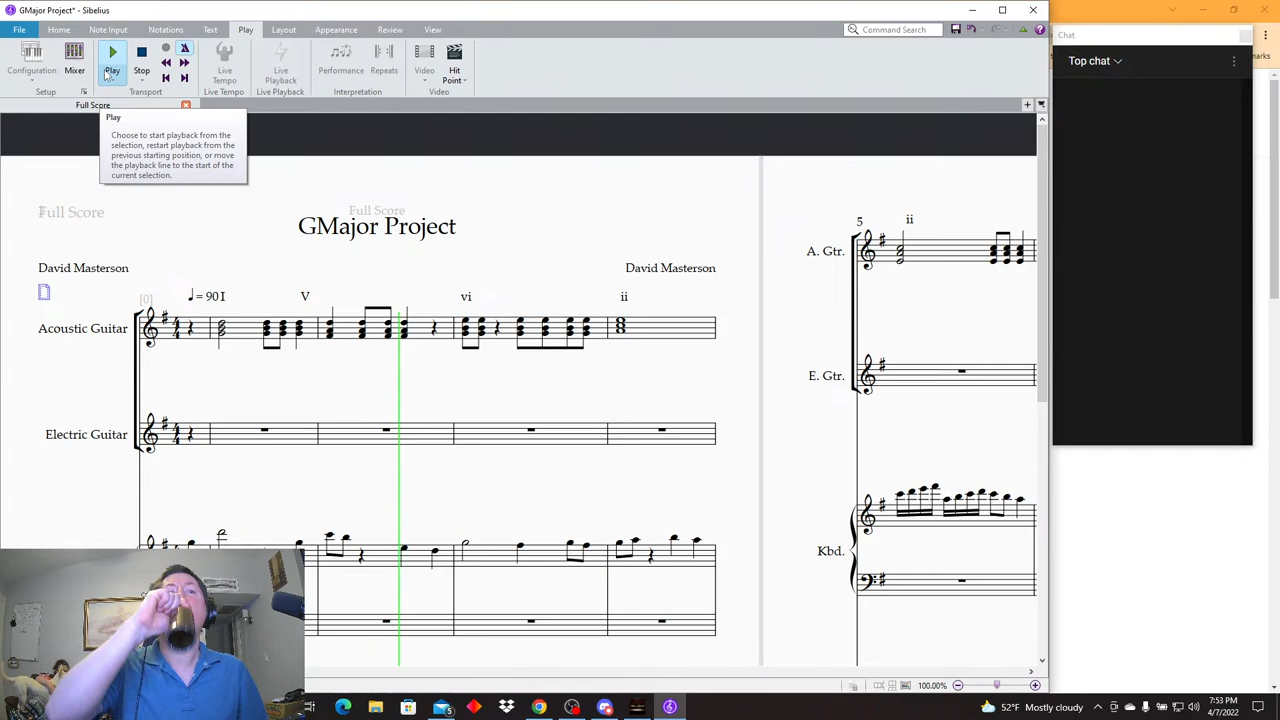 GMajor Project* - Sibelius
Chat
File Home Note Input Notations Text Play Layout Appearance Review View
Command Search
Top chat
Configuration
Mixer
Play
Stop
Live Tempo
Live Playback
Performance
Repeats
Video
Hit Point
Setup
Transport
Live Tempo
Live Playback
Interpretation
Video
Full Score
Play
Choose to start playback from the
selection, restart playback from the
previous starting position, or move
the playback line to the start of the
current selection.
Full Score
Full Score
GMajor Project
David Masterson
David Masterson
[0]
= 90 I V vi ii
5 ii
Acoustic Guitar
A. Gtr.
Electric Guitar
E. Gtr.
Kbd.
100.00%
52°F Mostly cloudy
7:53 PM
4/7/2022